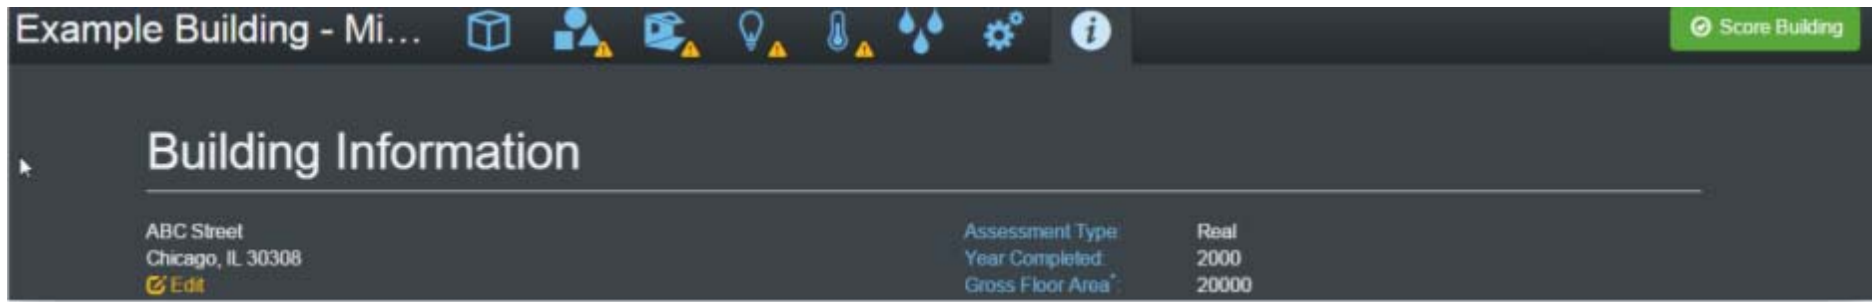 Example Building - Mi...
Score Building
Building Information
ABC Street
Chicago, IL 30308
Edit
Assessment Type: Real
Year Completed: 2000
Gross Floor Area*: 20000